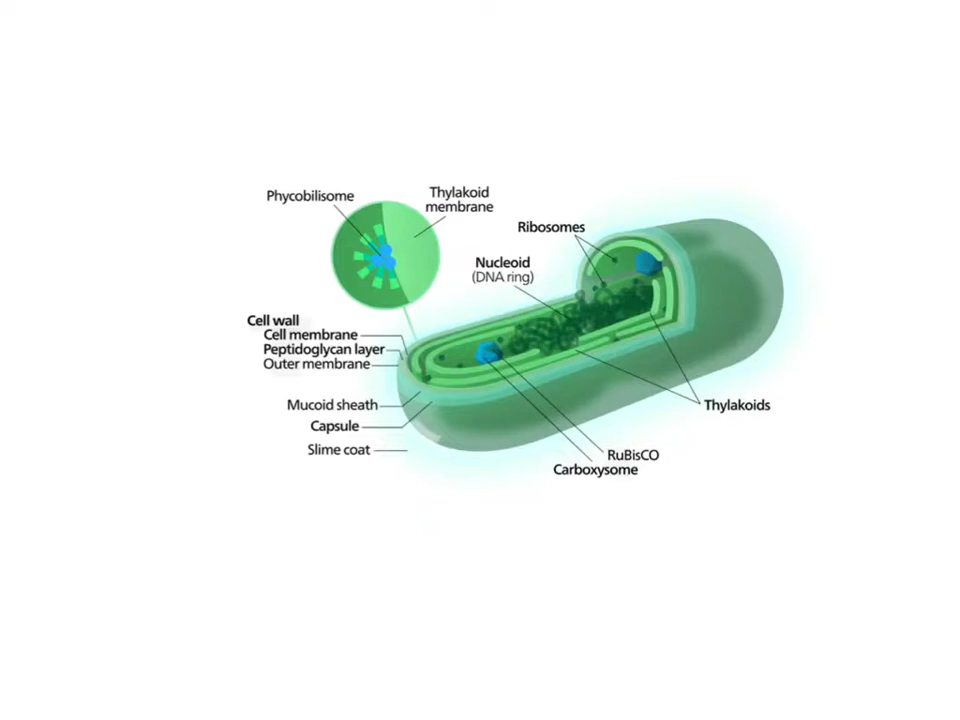 Phycobilisome
Thylakoid
membrane
Ribosomes
Nucleoid
(DNA ring)
Cell wall
Cell membrane
Peptidoglycan layer
Outer membrane
Mucoid sheath
Capsule
Slime coat
Thylakoids
RuBisCO
Carboxysome